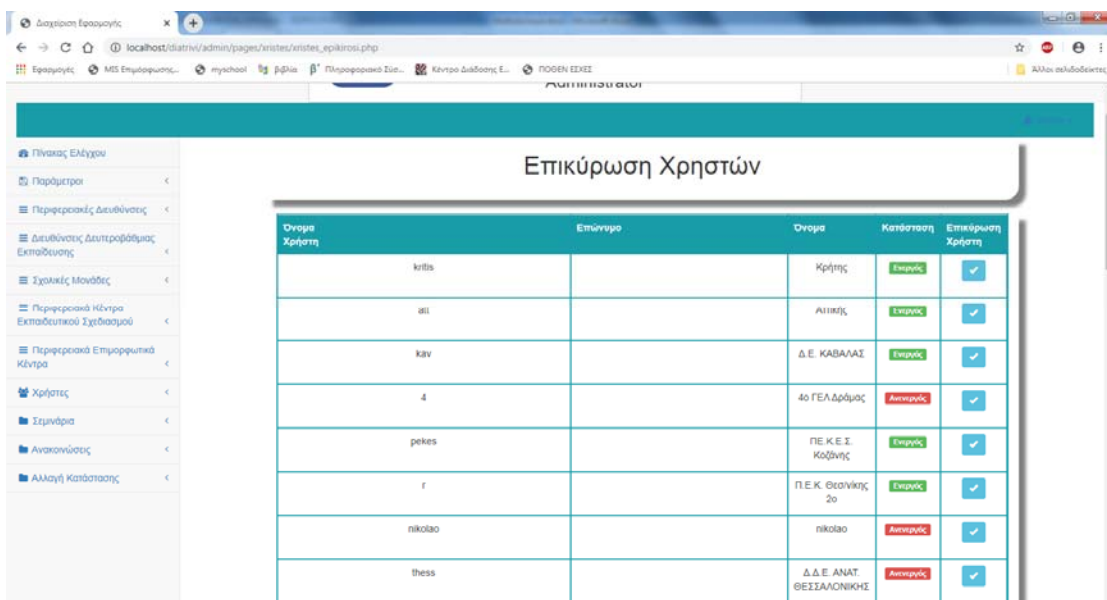 Διαχείριση Εφαρμογής
localhost/diatrivi/admin/pages/xristes/xristes_epikirosi.php
Εφαρμογές MIS Επιμόρφωσης... myschool βιβλία Πληροφοριακό Σύσ... Κέντρο Διάδοσης Ε... ΠΟΘΕΝ ΕΣΧΕΣ Άλλοι σελιδοδείκτες
Administrator
Πίνακας Ελέγχου
Παράμετροι
Περιφερειακές Διευθύνσεις
Διευθύνσεις Δευτεροβάθμιας
Εκπαίδευσης
Σχολικές Μονάδες
Περιφερειακά Κέντρα
Εκπαιδευτικού Σχεδιασμού
Περιφερειακά Επιμορφωτικά
Κέντρα
Χρήστες
Σεμινάρια
Ανακοινώσεις
Αλλαγή Κατάστασης
Επικύρωση Χρηστών
Όνομα Επώνυμο Όνομα Κατάσταση Επικύρωση
Χρήστη Χρήστη
kritis Κρήτης Ενεργός
att Αττικής Ενεργός
kav Δ.Ε. ΚΑΒΑΛΑΣ Ενεργός
4 4ο ΓΕΛ Δράμας Ανενεργός
pekes ΠΕ.Κ.Ε.Σ. Ενεργός
Κοζάνης
r Π.Ε.Κ. Θεσ/νίκης Ενεργός
2ο
nikolao nikolao Ανενεργός
thess Δ.Δ.Ε. ΑΝΑΤ. Ανενεργός
ΘΕΣΣΑΛΟΝΙΚΗΣ